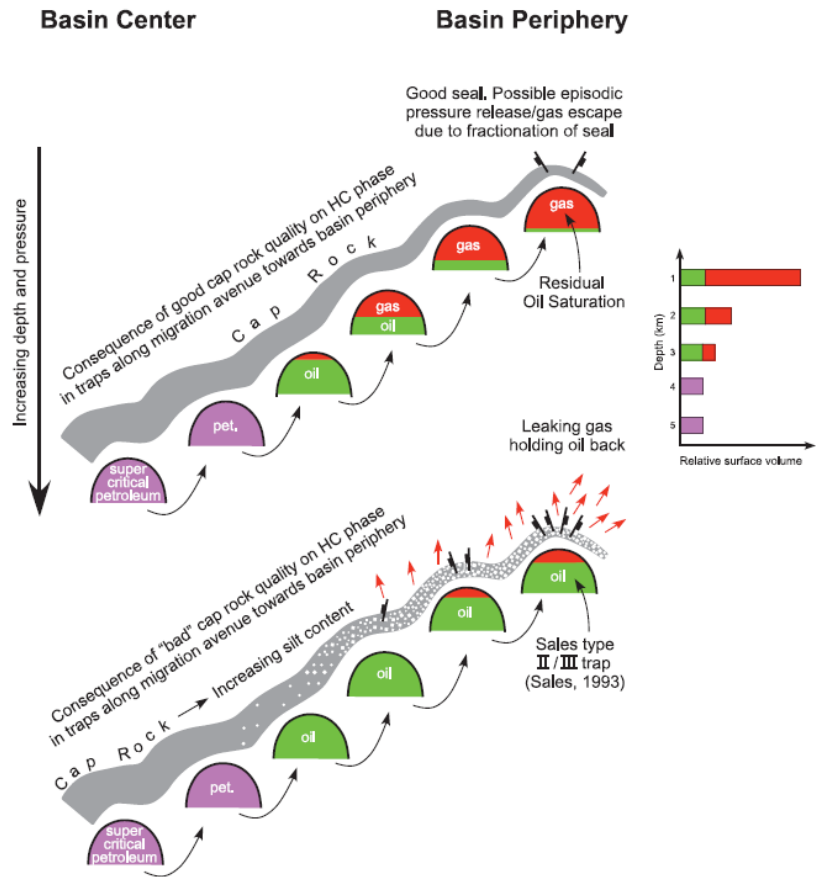 Basin Center
Basin Periphery
Good seal. Possible episodic
pressure release/gas escape
due to fractionation of seal
Increasing depth and pressure
Consequence of good cap rock quality on HC phase
in traps along migration avenue towards basin periphery
Cap Rock
gas
gas
gas
oil
oil
pet.
super
critical
petroleum
Residual
Oil Saturation
Depth (km)
1
2
3
4
5
Relative surface volume
Leaking gas
holding oil back
Consequence of "bad" cap rock quality on HC phase
in traps along migration avenue towards basin periphery
Cap Rock
Increasing silt content
oil
oil
oil
oil
pet.
super
critical
petroleum
Sales type
II/III trap
(Sales, 1993)